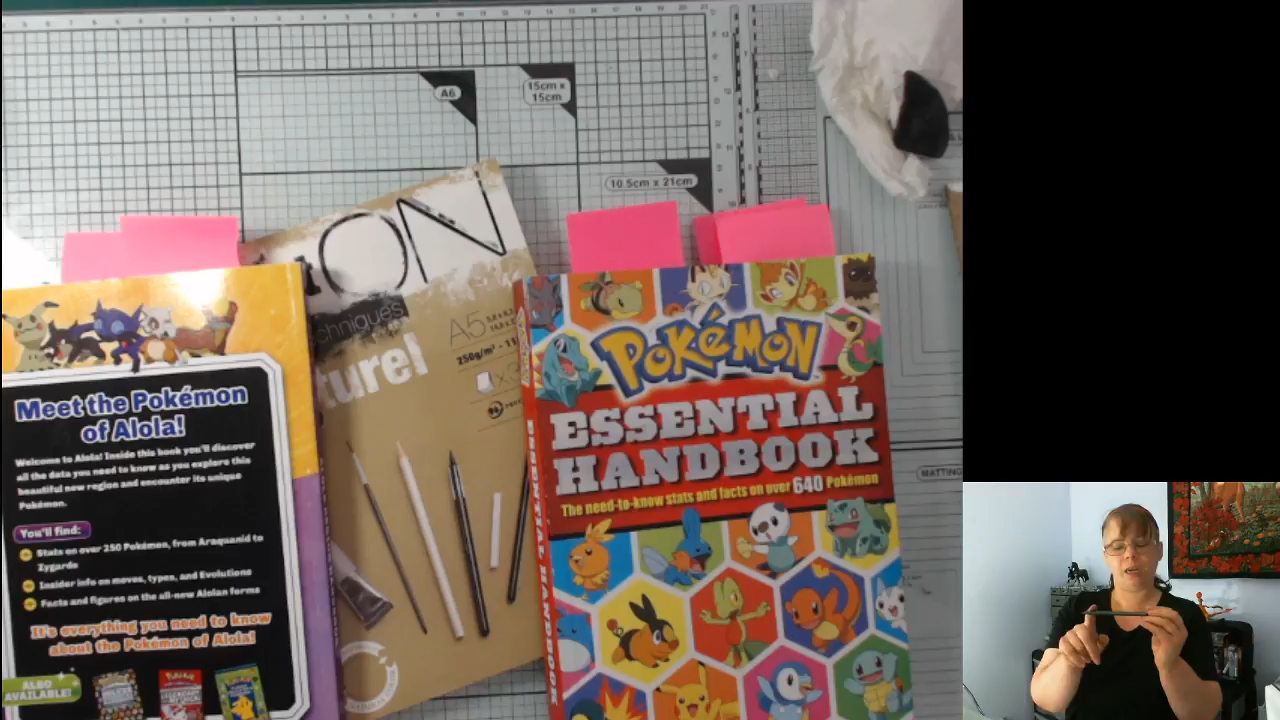 A6
15cm x
15cm
10.5cm x 21cm
MATTING
ON
chniques
turel
A5
250g/m²
x3
Meet the Pokémon
of Alola!
Welcome to Alola! Inside this book you'll discover
all the data you need to know as you explore this
beautiful new region and encounter its unique
Pokémon.
You'll find:
Stats on over 250 Pokémon, from Araquanid to
Zygarde
Insider info on moves, types, and Evolutions
Facts and figures on the all-new Alolan forms
It's everything you need to know
about the Pokémon of Alola!
ALSO
AVAILABLE!
POKéMON
ESSENTIAL
HANDBOOK
The need-to-know stats and facts on over 640 Pokémon
ESSENTIAL HANDBOOK